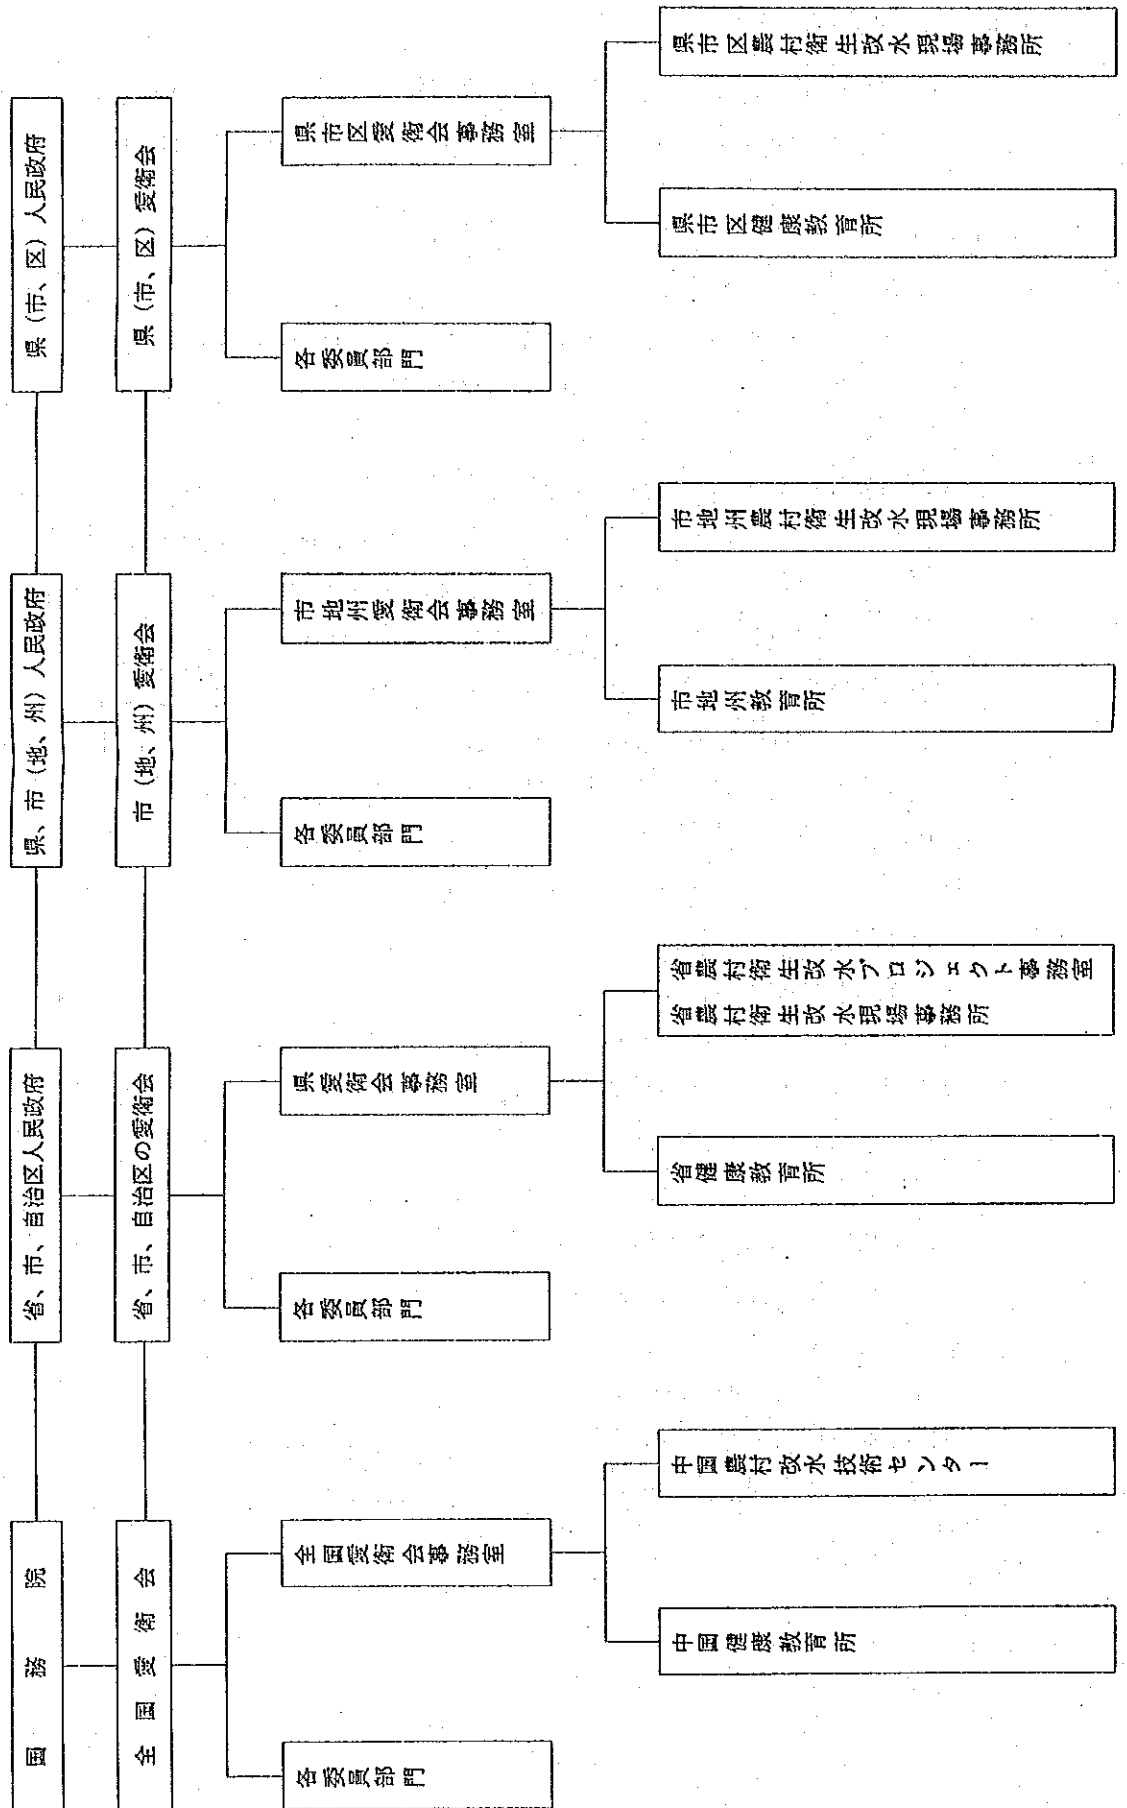 国務院
省、市、自治区人民政府
県、市（地、州）人民政府
県（市、区）人民政府
全国愛衛会
省、市、自治区の愛衛会
市（地、州）愛衛会
県（市、区）愛衛会
各委員部門
全国愛衛会事務室
各委員部門
県愛衛会事務室
各委員部門
市地州愛衛会事務室
各委員部門
県市区愛衛会事務室
中国健康教育所
中国農村改水技術センター
省健康教育所
省農村衛生改水プロジェクト事務室
省農村衛生改水現場事務所
市地州教育所
市地州農村衛生改水現場事務所
県市区健康教育所
県市区農村衛生改水現場事務所